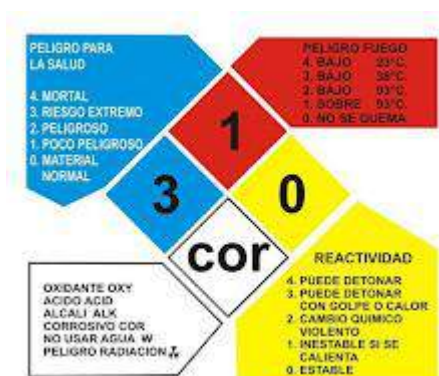 PELIGRO PARA
LA SALUD
4. MORTAL
3. RIESGO EXTREMO
2. PELIGROSO
1. POCO PELIGROSO
0. MATERIAL
NORMAL
PELIGRO FUEGO
4. BAJO 23°C.
3. BAJO 38°C.
2. BAJO 93°C.
1. SOBRE 93°C.
0. NO SE QUEMA
1
3
0
cor
OXIDANTE OXY
ACIDO ACID
ALCALI ALK
CORROSIVO COR
NO USAR AGUA W
PELIGRO RADIACION
REACTIVIDAD
4. PUEDE DETONAR
3. PUEDE DETONAR
CON GOLPE O CALOR
2. CAMBIO QUIMICO
VIOLENTO
1. INESTABLE SI SE
CALIENTA
0. ESTABLE